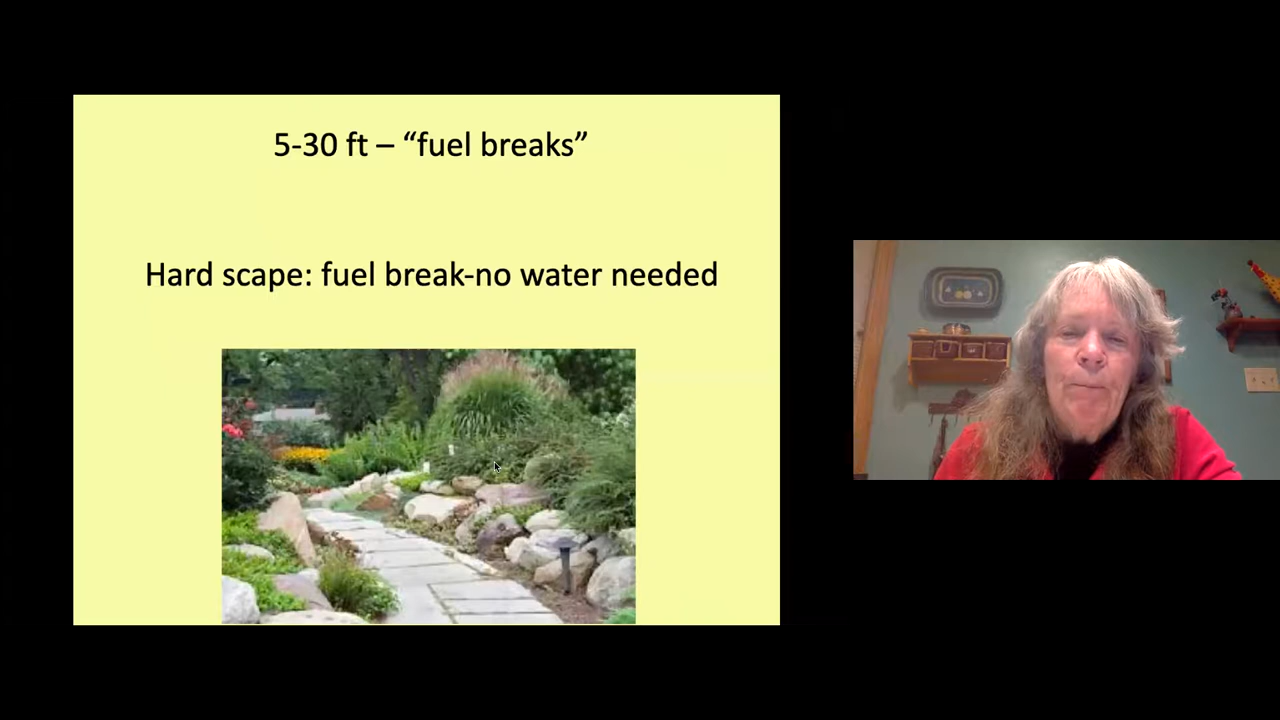 5-30 ft – “fuel breaks”
Hard scape: fuel break-no water needed